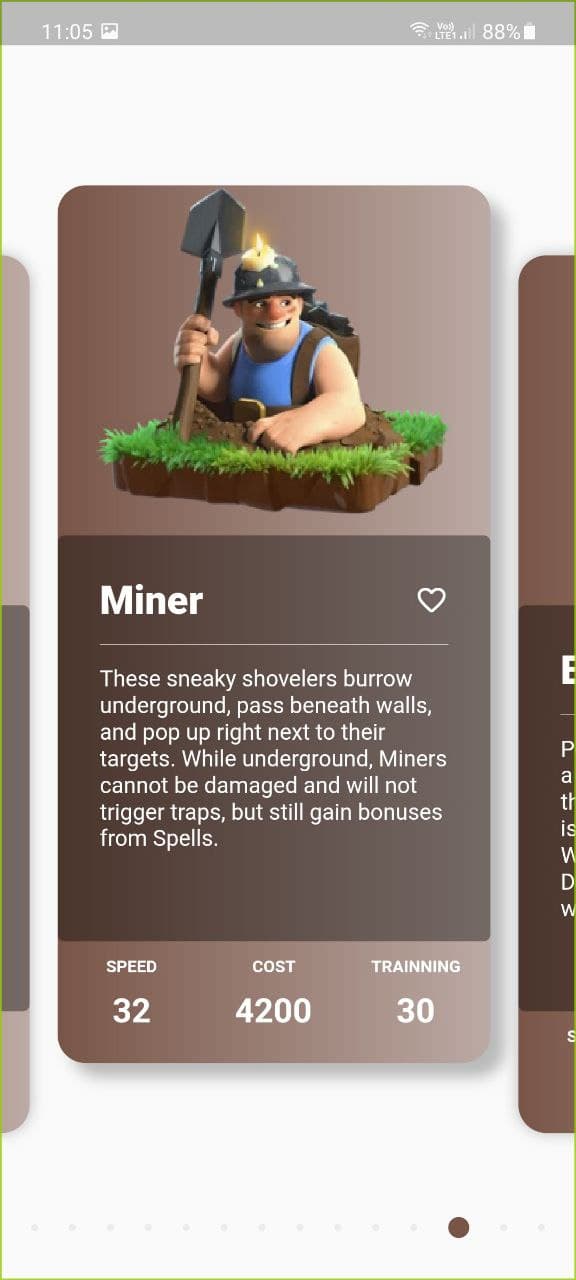 11:05
Vo)) LTE1 88%
Miner
These sneaky shovelers burrow
underground, pass beneath walls,
and pop up right next to their
targets. While underground, Miners
cannot be damaged and will not
trigger traps, but still gain bonuses
from Spells.
SPEED COST TRAINNING
32 4200 30